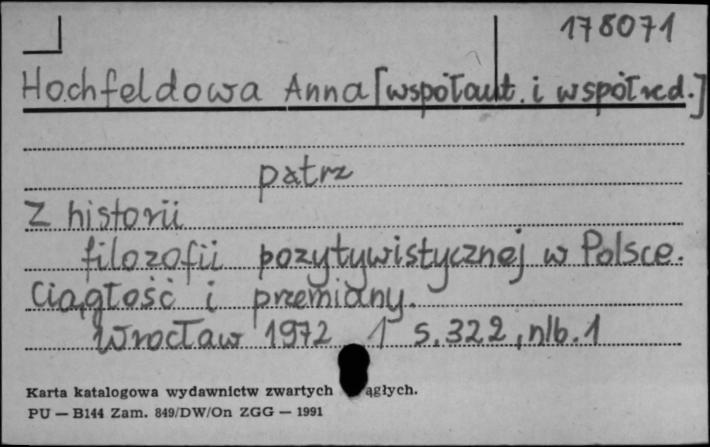 178071
Hochfeldowa Anna [współaut. i współred.]
patrz
Z historii
filozofii pozytywistycznej w Polsce.
Ciągłość i przemiany.
Wrocław 1972 s. 322, nlb. 1
Karta katalogowa wydawnictw zwartych ągłych.
PU — B144 Zam. 849/DW/On ZGG — 1991